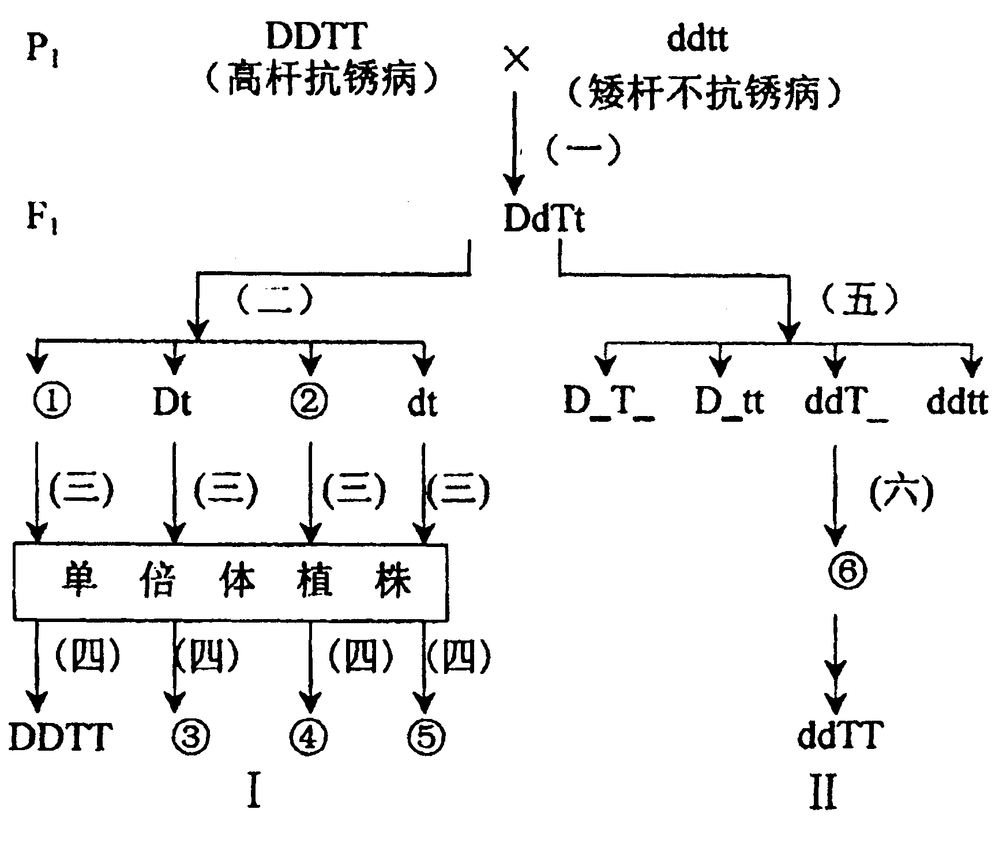 P₁ DDTT × ddtt
（高杆抗锈病） （矮杆不抗锈病）
（一）
F₁ DdTt
（二） （五）
① Dt ② dt D_T_ D_tt ddT_ ddtt
(三) (三) (三) (三) (六)
单倍体植株 ⑥
(四) (四) (四) (四)
DDTT ③ ④ ⑤ ddTT
I II